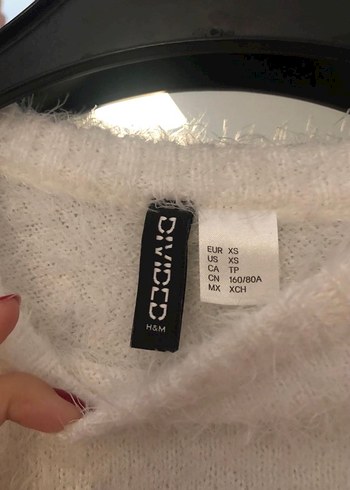 DIVIDED
H&M
EUR XS
US XS
CA TP
CN 160/80A
MX XCH